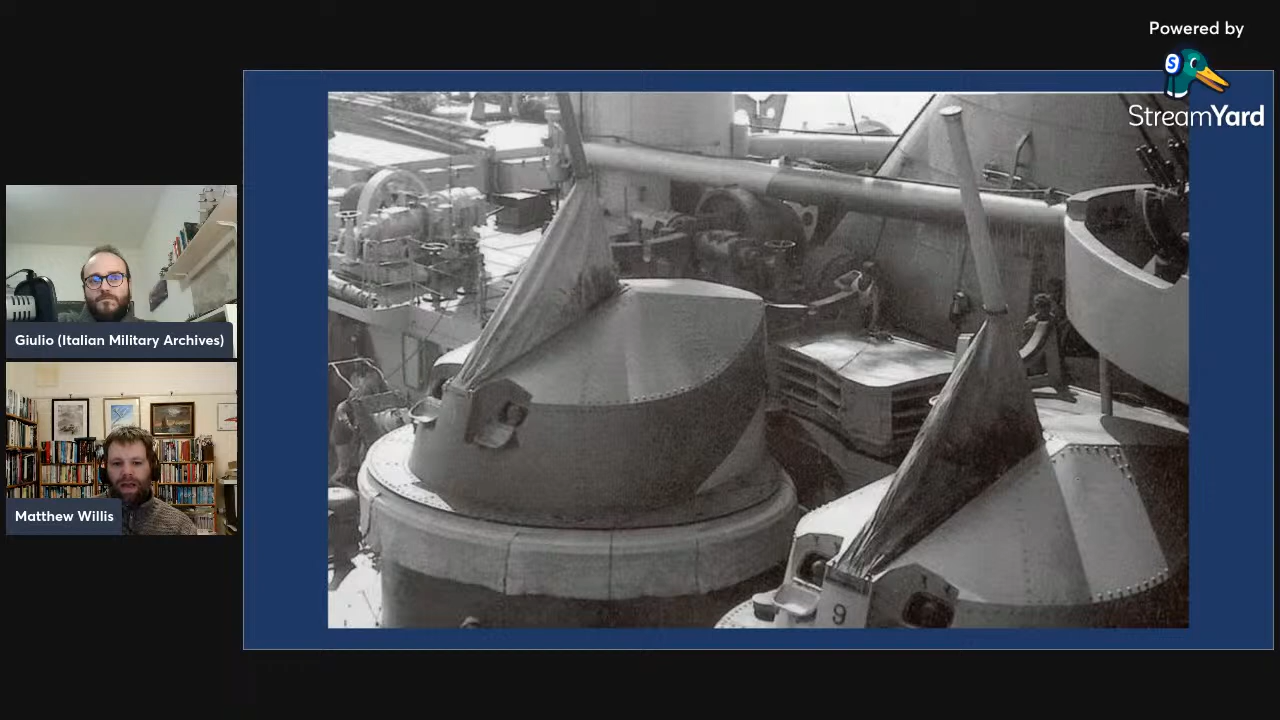 Powered by
StreamYard
Giulio (Italian Military Archives)
Matthew Willis
9